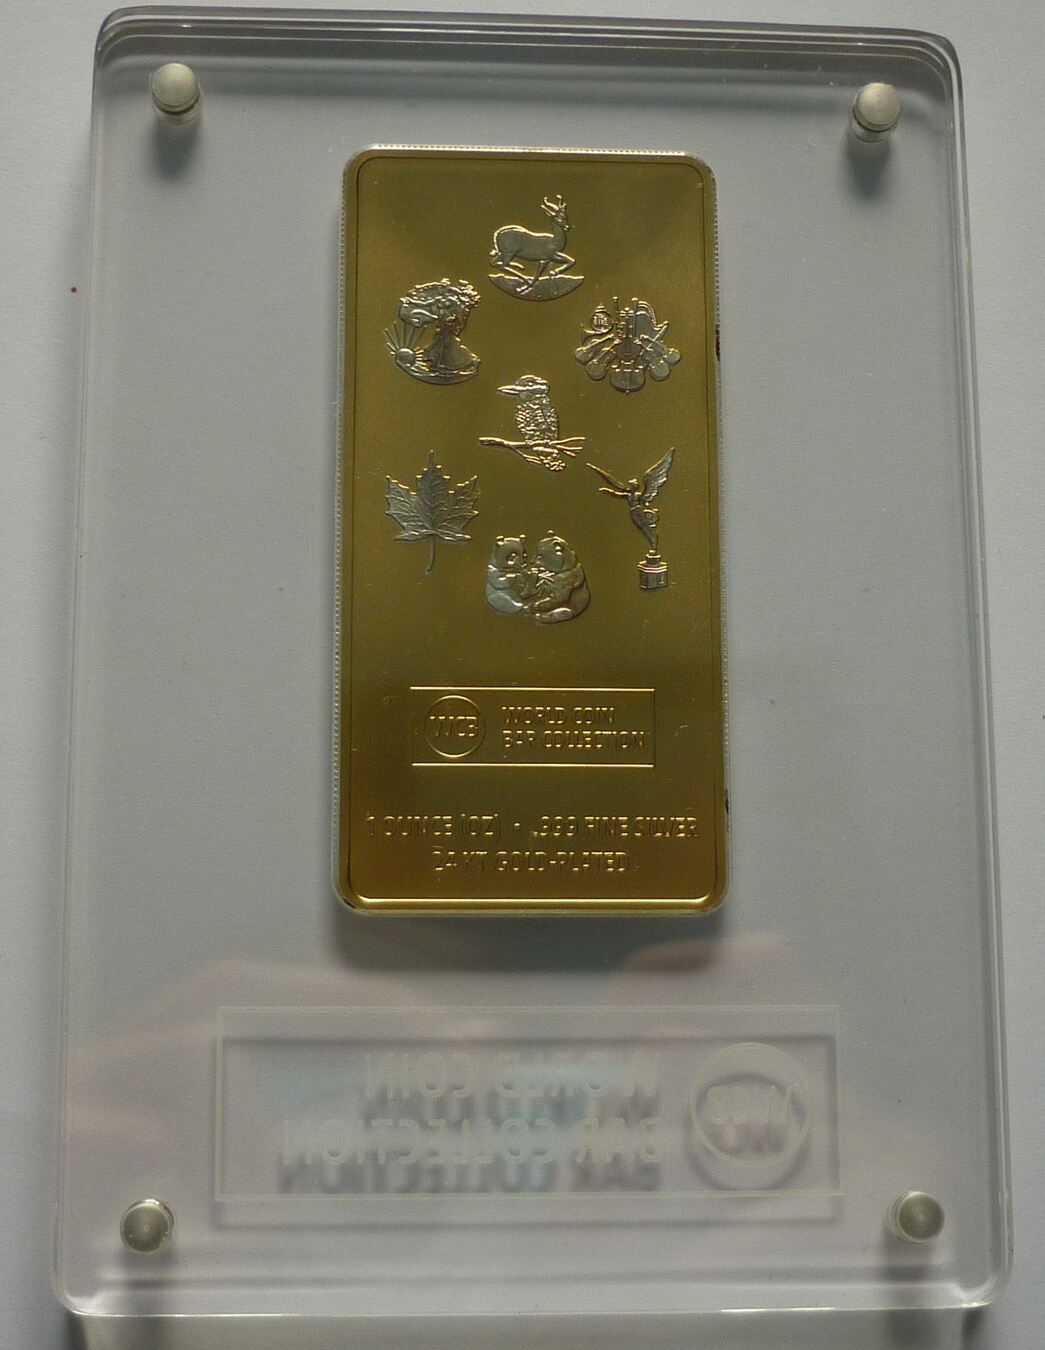 WCB
WORLD COIN
BAR COLLECTION
1 OUNCE (OZ) · .999 FINE SILVER
24 KT GOLD-PLATED
WORLD COIN
BAR COLLECTION
WCB